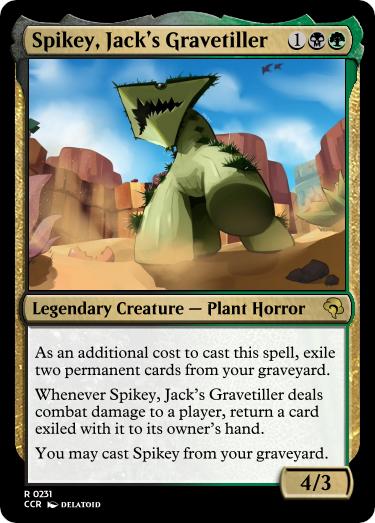 Spikey, Jack's Gravetiller 1
Legendary Creature — Plant Horror
As an additional cost to cast this spell, exile
two permanent cards from your graveyard.
Whenever Spikey, Jack's Gravetiller deals
combat damage to a player, return a card
exiled with it to its owner's hand.
You may cast Spikey from your graveyard.
4/3
R 0231
CCR DELATOID